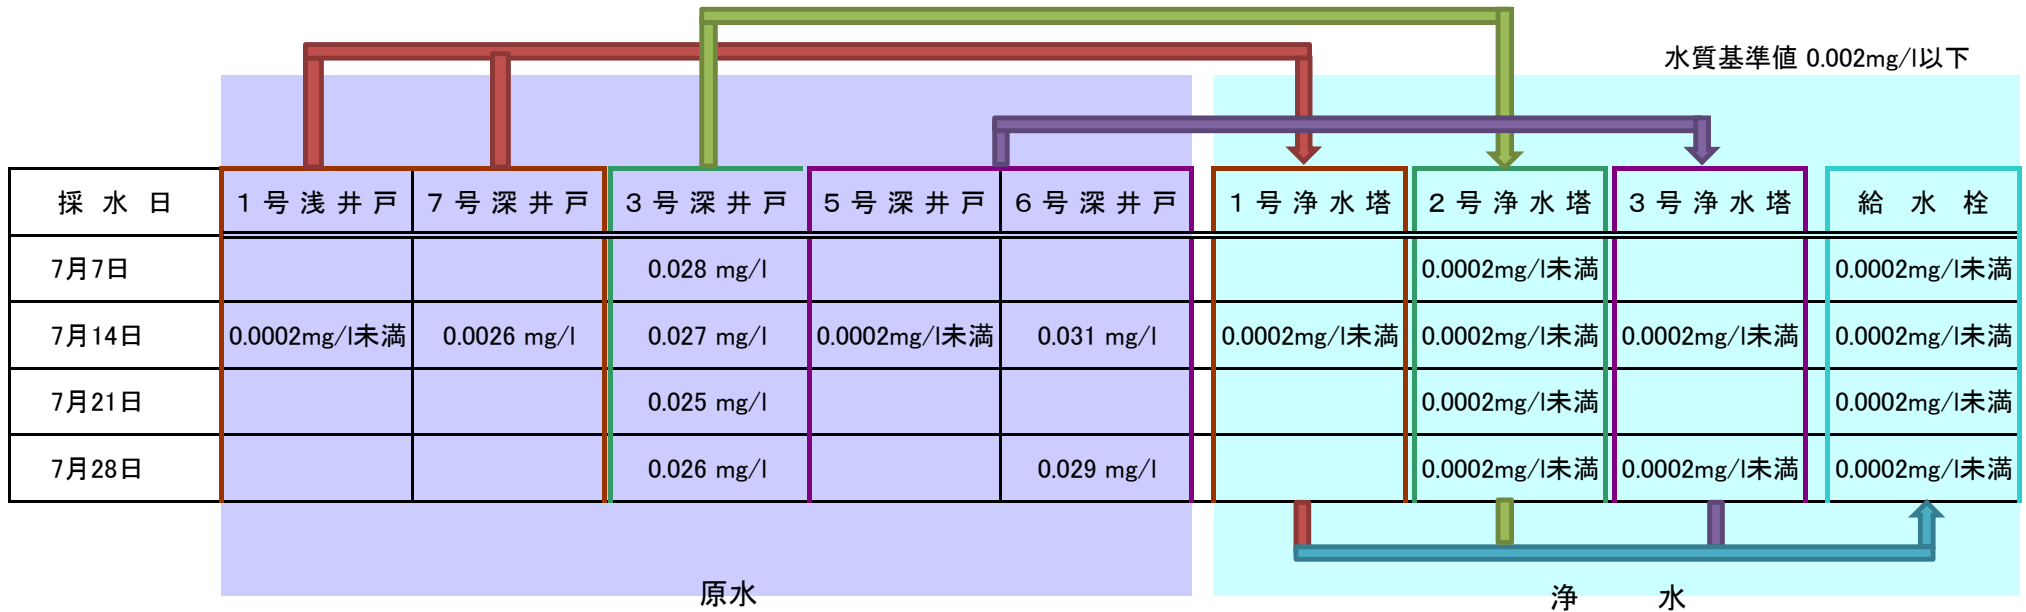 水質基準値 0.002mg/l以下
採水日 1号浅井戸 7号深井戸 3号深井戸 5号深井戸 6号深井戸 1号浄水塔 2号浄水塔 3号浄水塔 給水栓
7月7日 0.028 mg/l 0.0002mg/l未満 0.0002mg/l未満
7月14日 0.0002mg/l未満 0.0026 mg/l 0.027 mg/l 0.0002mg/l未満 0.031 mg/l 0.0002mg/l未満 0.0002mg/l未満 0.0002mg/l未満 0.0002mg/l未満
7月21日 0.025 mg/l 0.0002mg/l未満 0.0002mg/l未満
7月28日 0.026 mg/l 0.029 mg/l 0.0002mg/l未満 0.0002mg/l未満 0.0002mg/l未満
原水 浄水